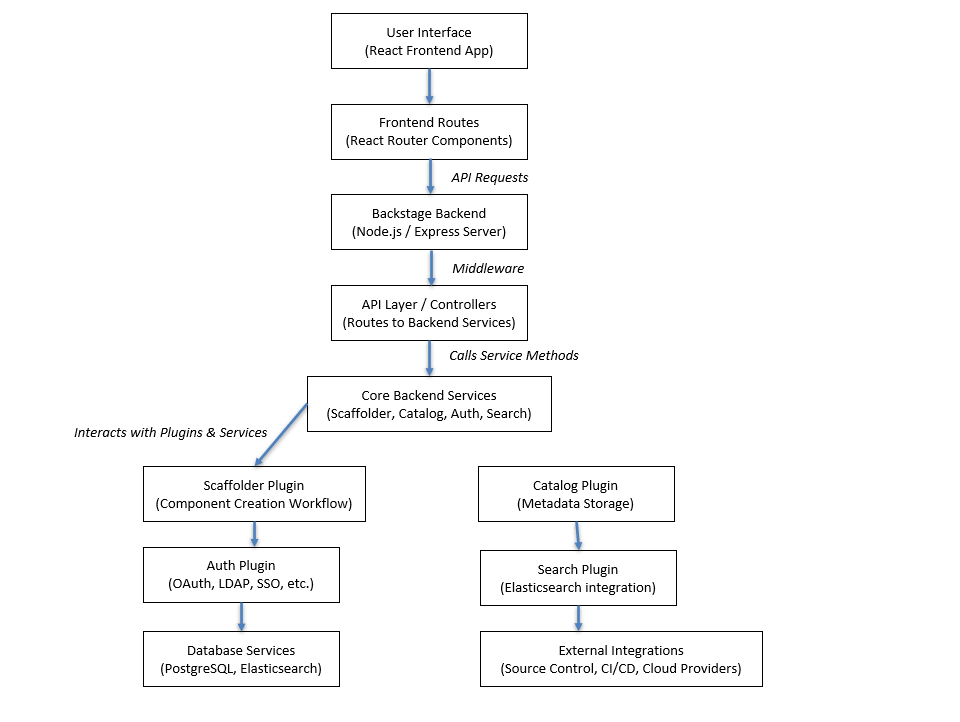 User Interface
(React Frontend App)
Frontend Routes
(React Router Components)
API Requests
Backstage Backend
(Node.js / Express Server)
Middleware
API Layer / Controllers
(Routes to Backend Services)
Calls Service Methods
Core Backend Services
(Scaffolder, Catalog, Auth, Search)
Interacts with Plugins & Services
Scaffolder Plugin
(Component Creation Workflow)
Catalog Plugin
(Metadata Storage)
Auth Plugin
(OAuth, LDAP, SSO, etc.)
Search Plugin
(Elasticsearch integration)
Database Services
(PostgreSQL, Elasticsearch)
External Integrations
(Source Control, CI/CD, Cloud Providers)